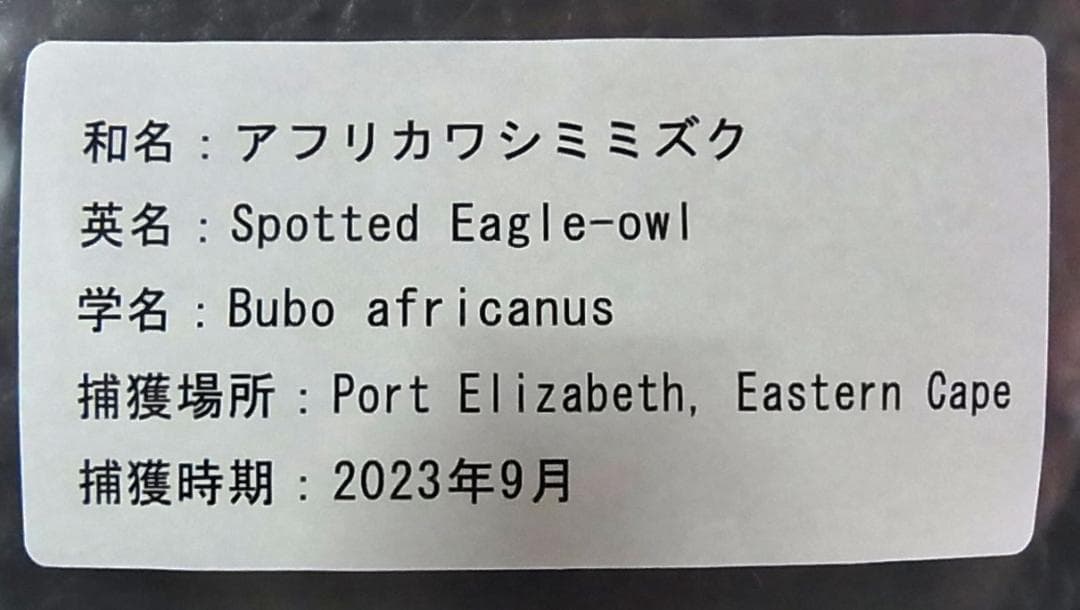 和名：アフリカワシミミズク
英名：Spotted Eagle-owl
学名：Bubo africanus
捕獲場所：Port Elizabeth, Eastern Cape
捕獲時期：2023年9月